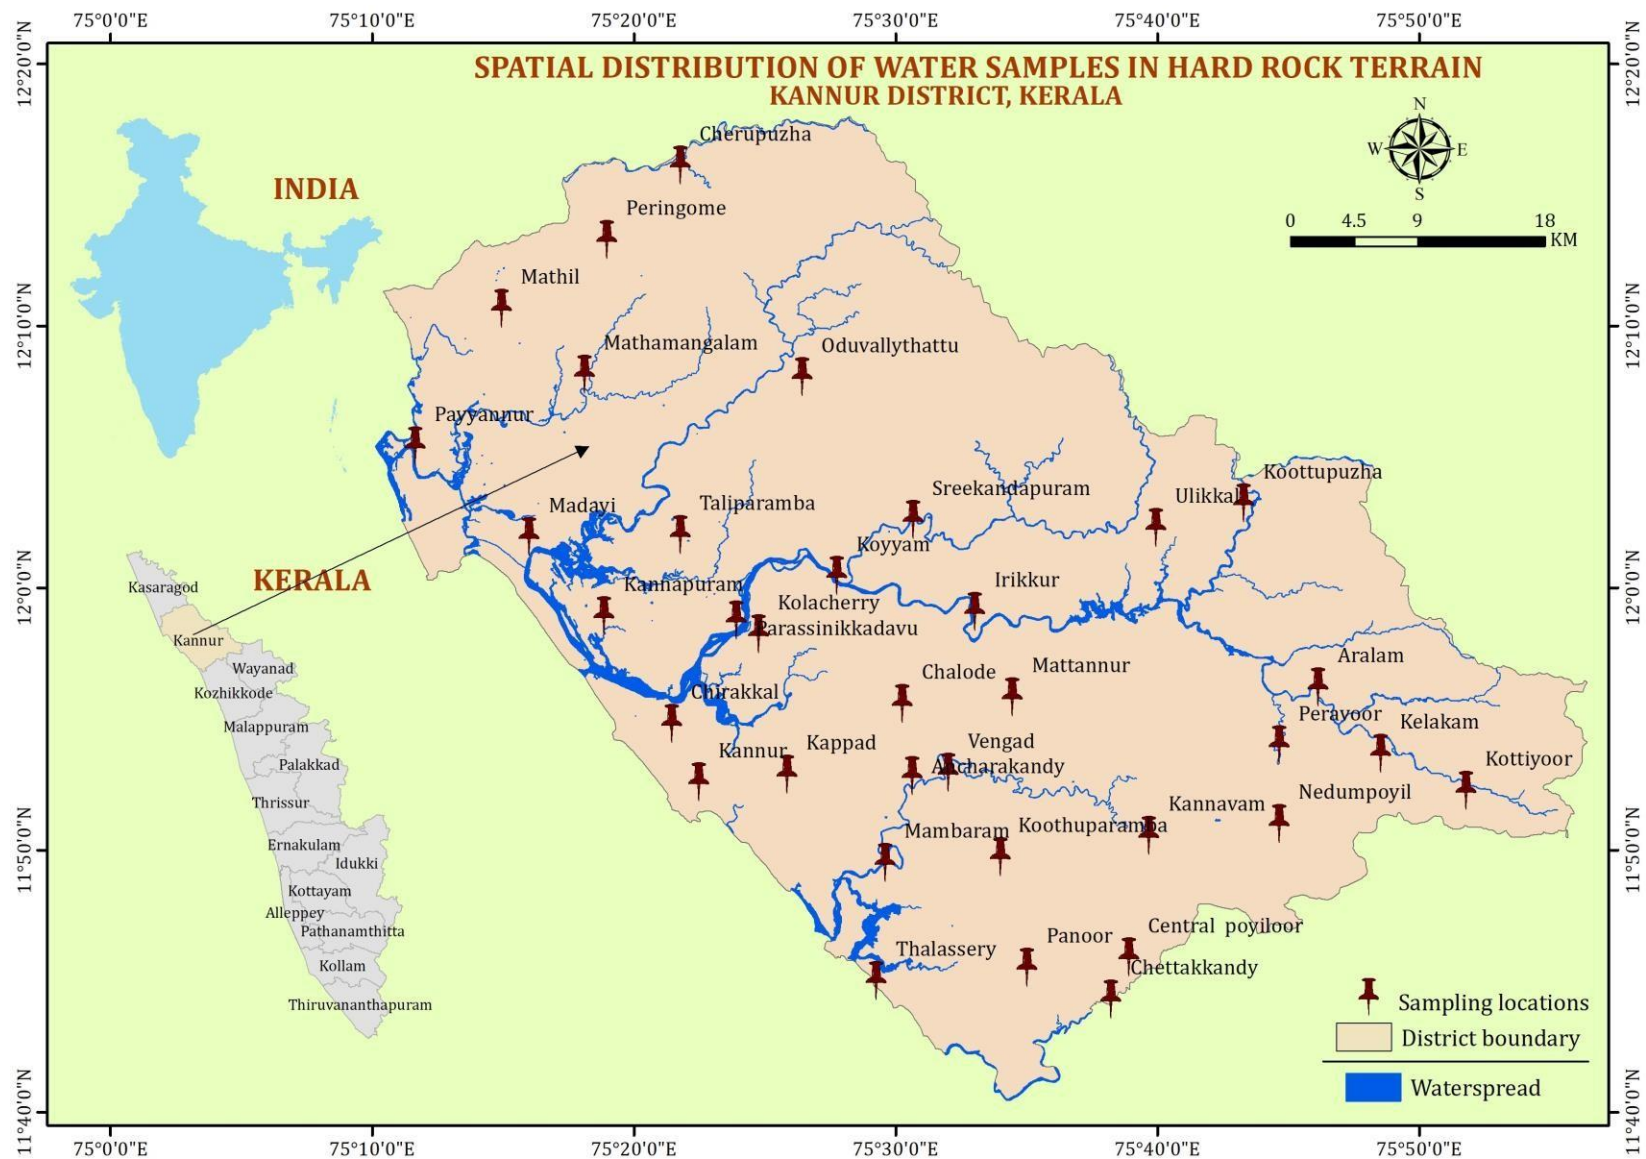 75°0'0"E 75°10'0"E 75°20'0"E 75°30'0"E 75°40'0"E 75°50'0"E
12°20'0"N
12°20'0"N
SPATIAL DISTRIBUTION OF WATER SAMPLES IN HARD ROCK TERRAIN
KANNUR DISTRICT, KERALA
N
W E
S
0 4.5 9 18
KM
INDIA
Cherupuzha
Peringome
Mathil
12°10'0"N
12°10'0"N
Mathamangalam
Oduvallythattu
Payyannur
Koottupuzha
Sreekandapuram
Ulikkal
Madayi
Taliparamba
Koyyam
12°0'0"N
12°0'0"N
KERALA
Kannapuram
Irikkur
Kolacherry
Parassinikkadavu
Kasaragod
Kannur
Wayanad
Kozhikkode
Malappuram
Palakkad
Thrissur
Ernakulam
Idukki
Kottayam
Alleppey
Pathanamthitta
Kollam
Thiruvananthapuram
Aralam
Chalode
Mattannur
Chirakkal
Peravoor
Kelakam
Kannur
Kappad
Vengad
Ancharakandy
Kottiyoor
Nedumpoyil
Kannavam
11°50'0"N
11°50'0"N
Mambaram
Koothuparamba
Central poyiloor
Panoor
Thalassery
Chettakkandy
Sampling locations
District boundary
Waterspread
11°40'0"N
11°40'0"N
75°0'0"E 75°10'0"E 75°20'0"E 75°30'0"E 75°40'0"E 75°50'0"E